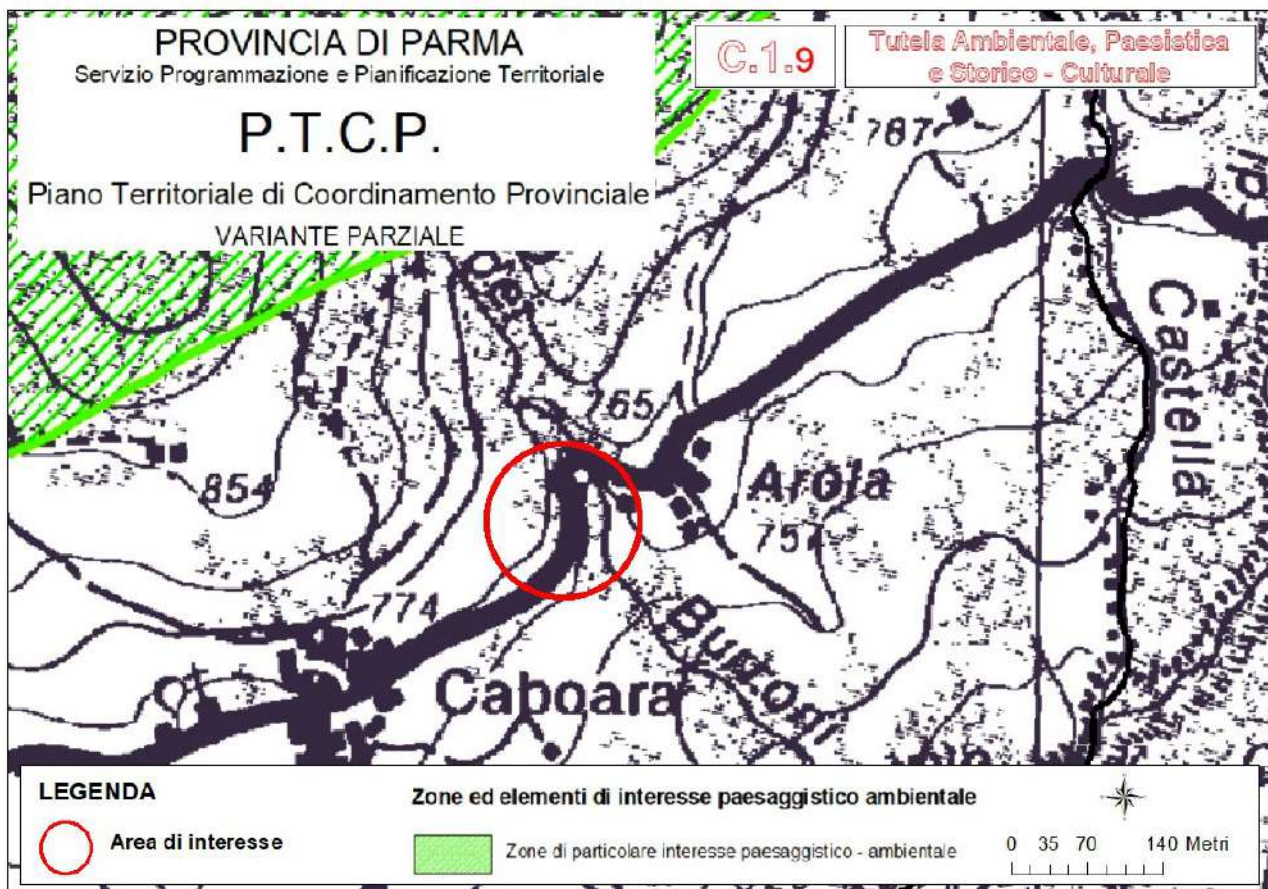 PROVINCIA DI PARMA
Servizio Programmazione e Pianificazione Territoriale
P.T.C.P.
Piano Territoriale di Coordinamento Provinciale
VARIANTE PARZIALE
C.1.9
Tutela Ambientale, Paesistica
e Storico - Culturale
787
Castella
65
Arola
854
757
774
Burron
Caboara
LEGENDA
Area di interesse
Zone ed elementi di interesse paesaggistico ambientale
Zone di particolare interesse paesaggistico - ambientale
0 35 70 140 Metri